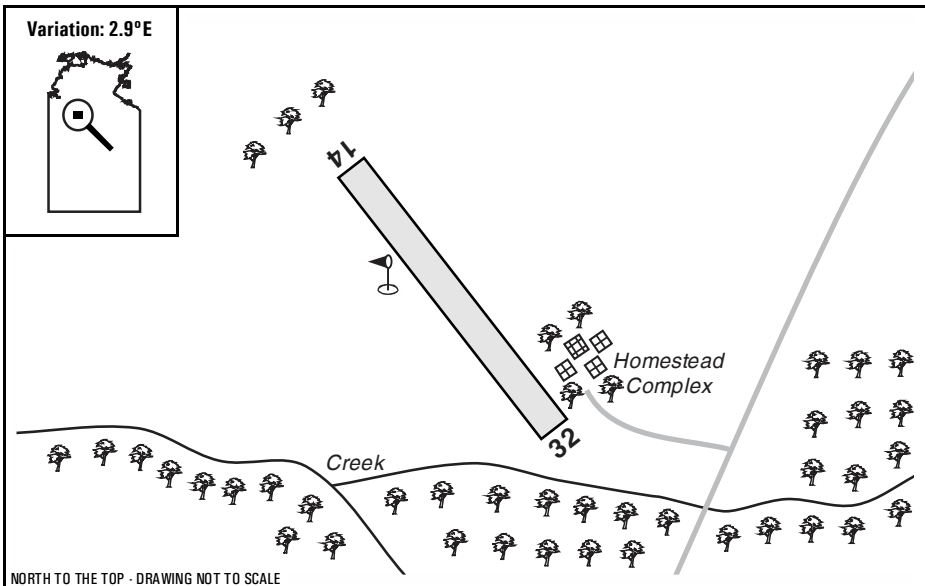 Variation: 2.9°E
14
Homestead
Complex
32
Creek
NORTH TO THE TOP - DRAWING NOT TO SCALE